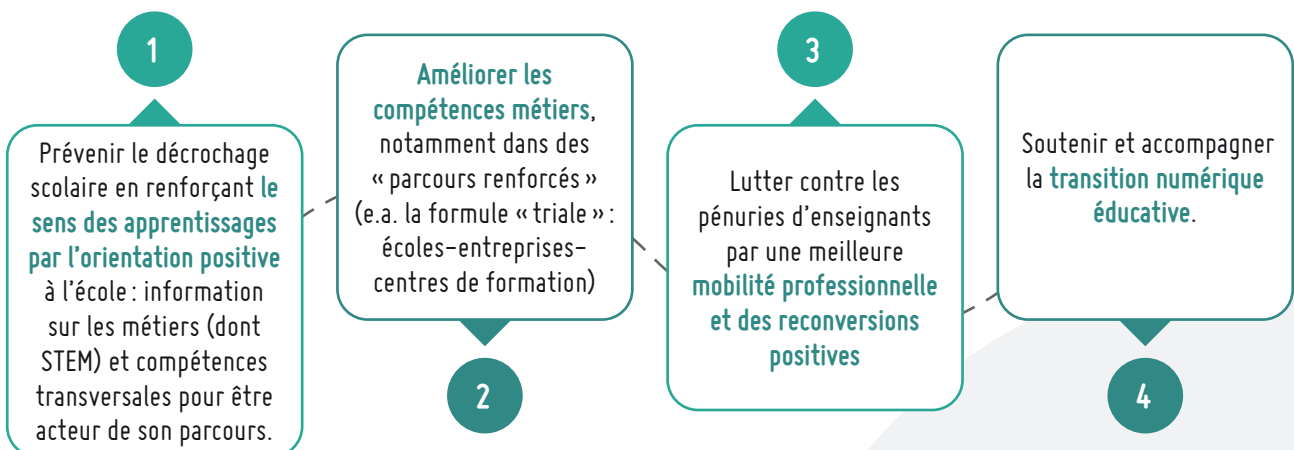 1
Prévenir le décrochage
scolaire en renforçant le
sens des apprentissages
par l'orientation positive
à l'école : information
sur les métiers (dont
STEM) et compétences
transversales pour être
acteur de son parcours.
Améliorer les
compétences métiers,
notamment dans des
« parcours renforcés »
(e.a. la formule « triale » :
écoles-entreprises-
centres de formation)
2
3
Lutter contre les
pénuries d'enseignants
par une meilleure
mobilité professionnelle
et des reconversions
positives
Soutenir et accompagner
la transition numérique
éducative.
4